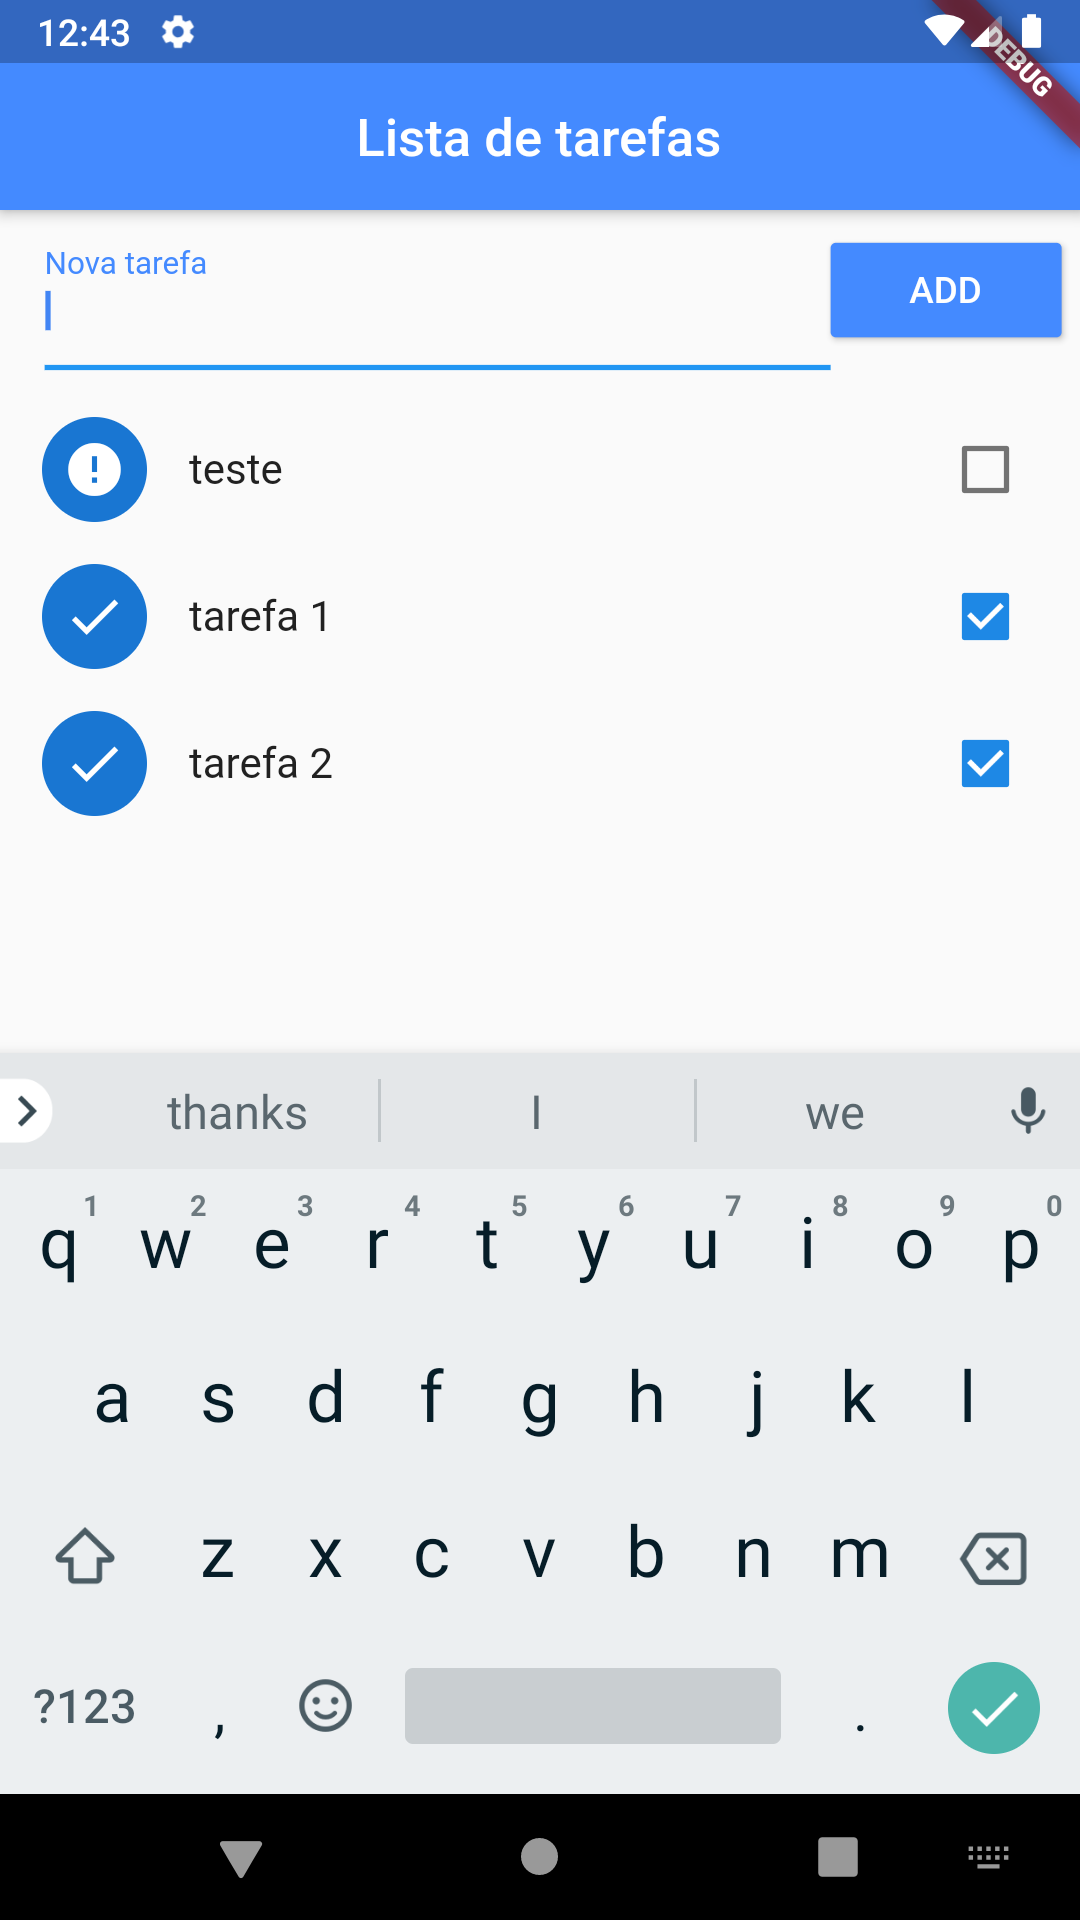 12:43
DEBUG
Lista de tarefas
Nova tarefa
ADD
teste
tarefa 1
tarefa 2
thanks I we
1 2 3 4 5 6 7 8 9 0
q w e r t y u i o p
a s d f g h j k l
z x c v b n m
?123 , .